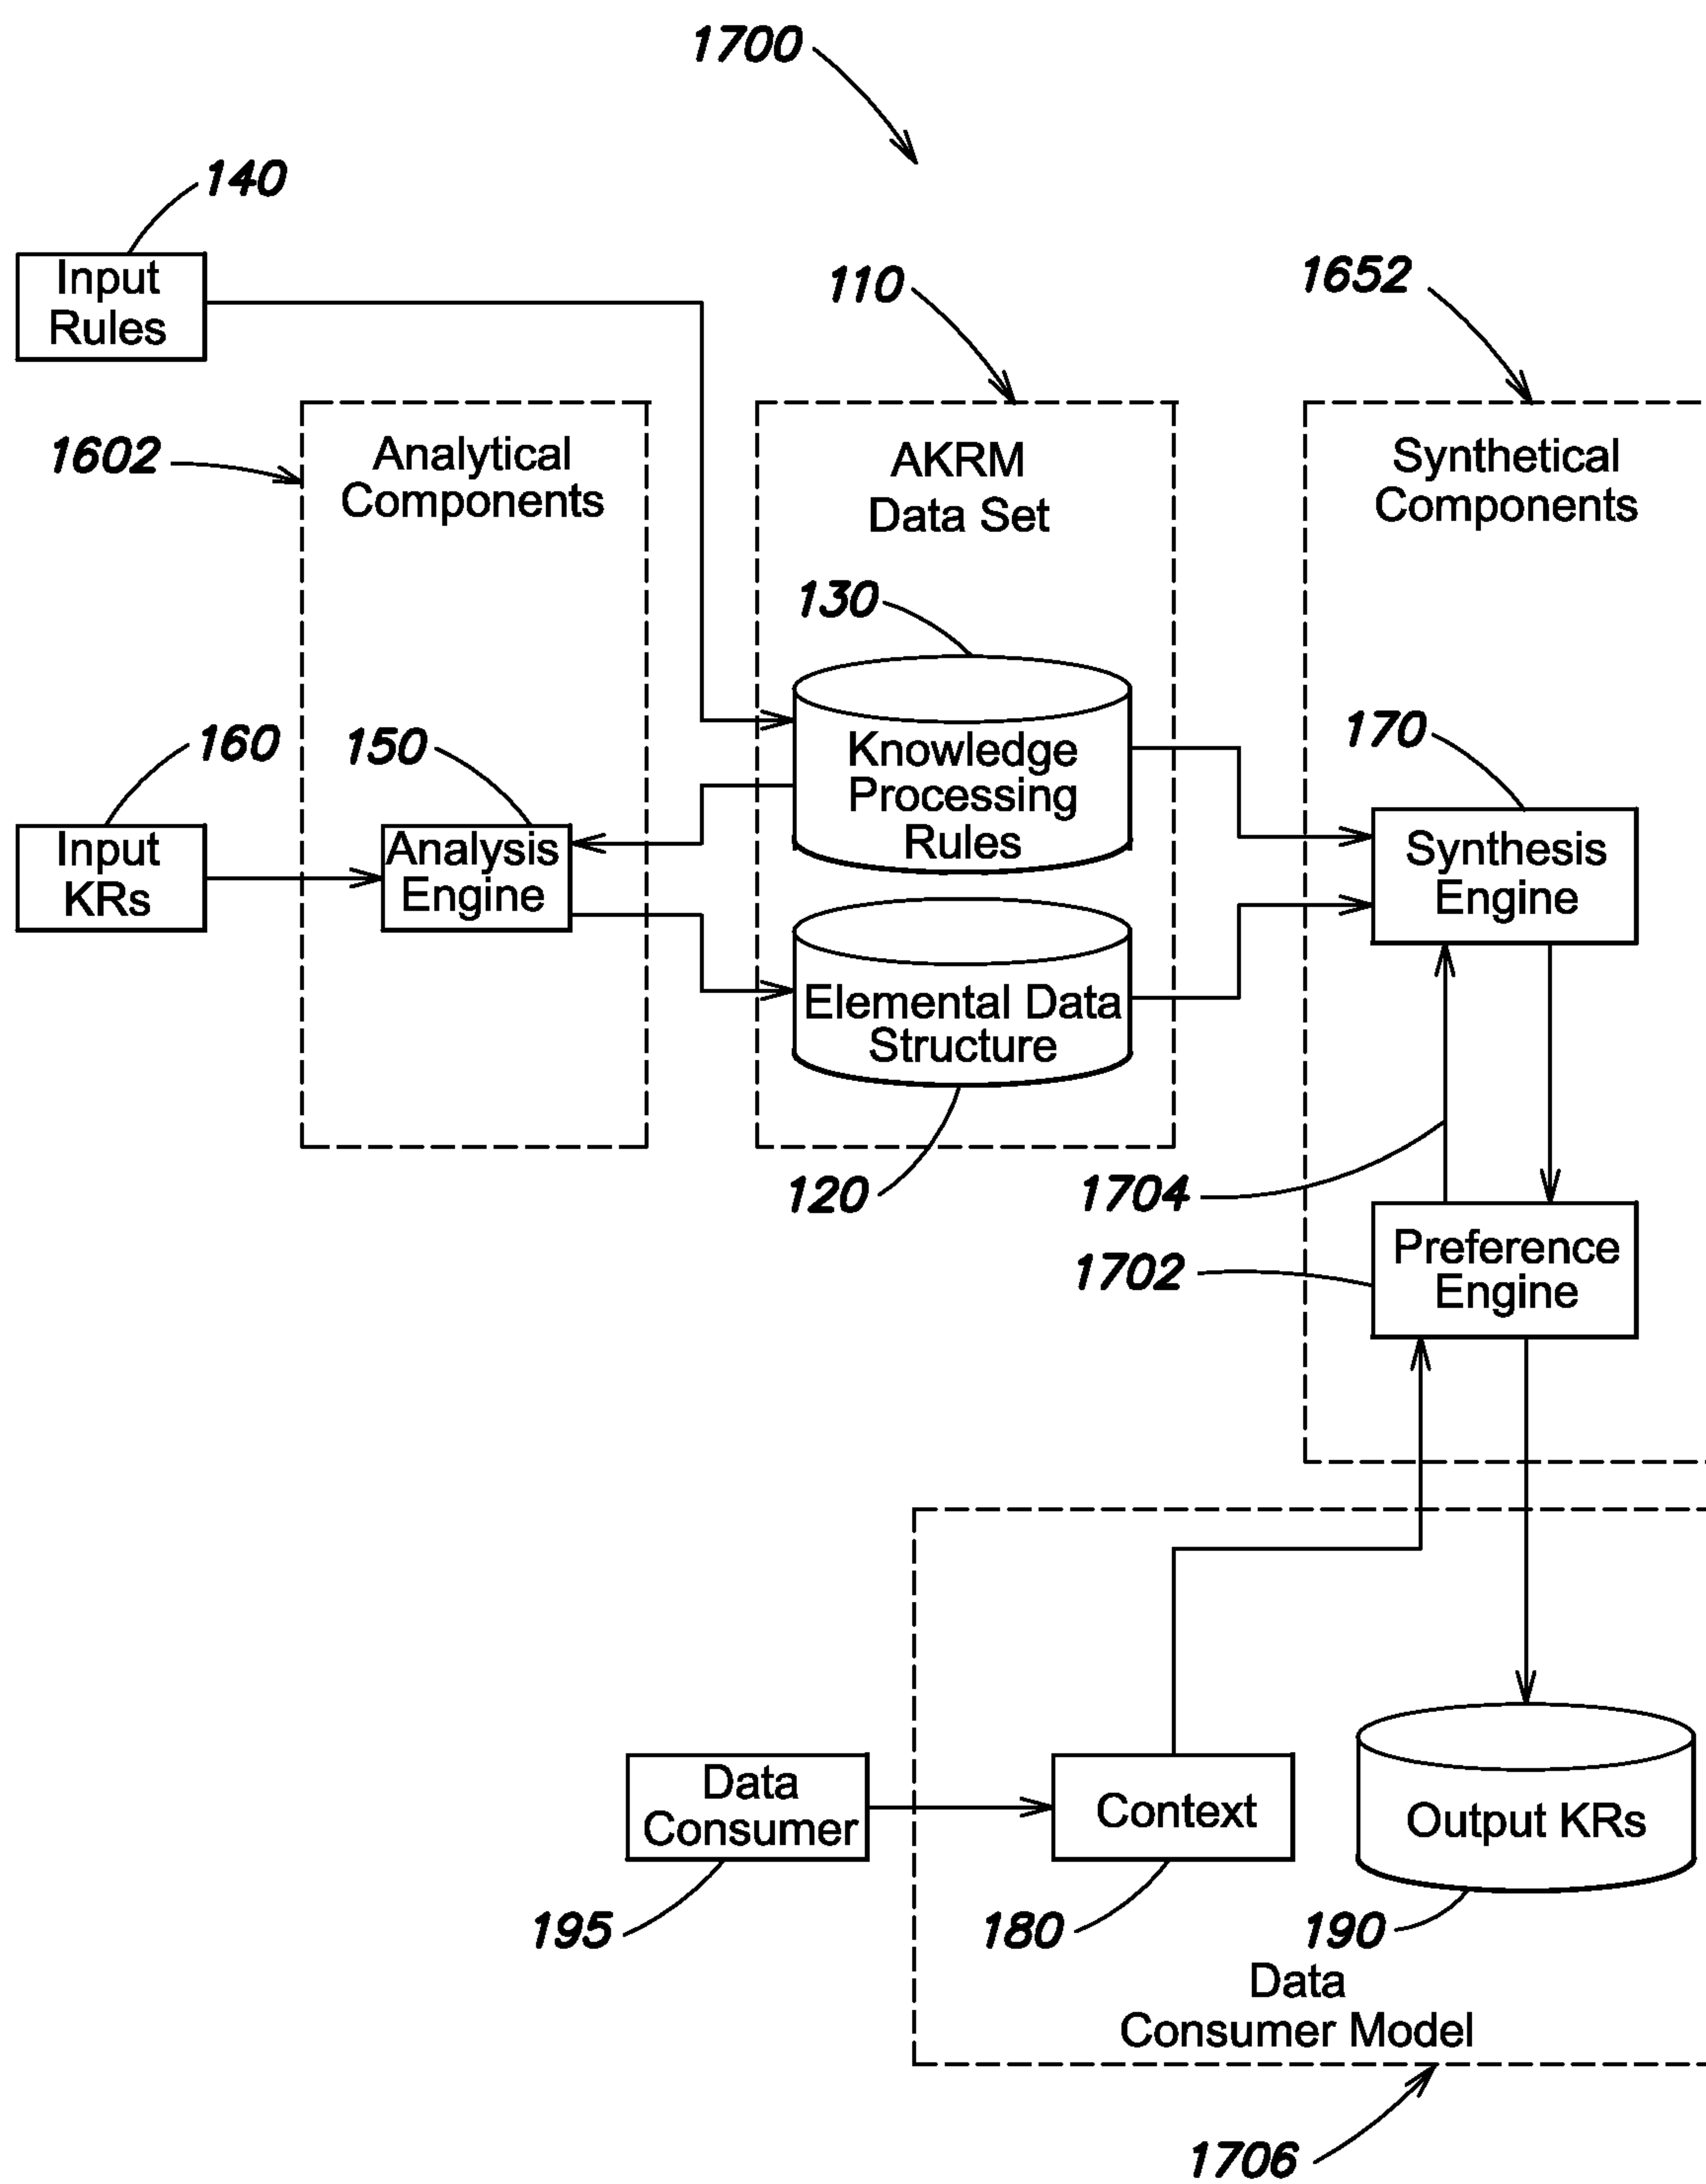 1700
140
Input
Rules
110
1652
1602
Analytical
Components
AKRM
Data Set
Synthetical
Components
130
160
150
170
Knowledge
Processing
Rules
Input
KRs
Analysis
Engine
Synthesis
Engine
Elemental Data
Structure
120
1704
1702
Preference
Engine
Data
Consumer
Context
Output KRs
195
180
190
Data
Consumer Model
1706